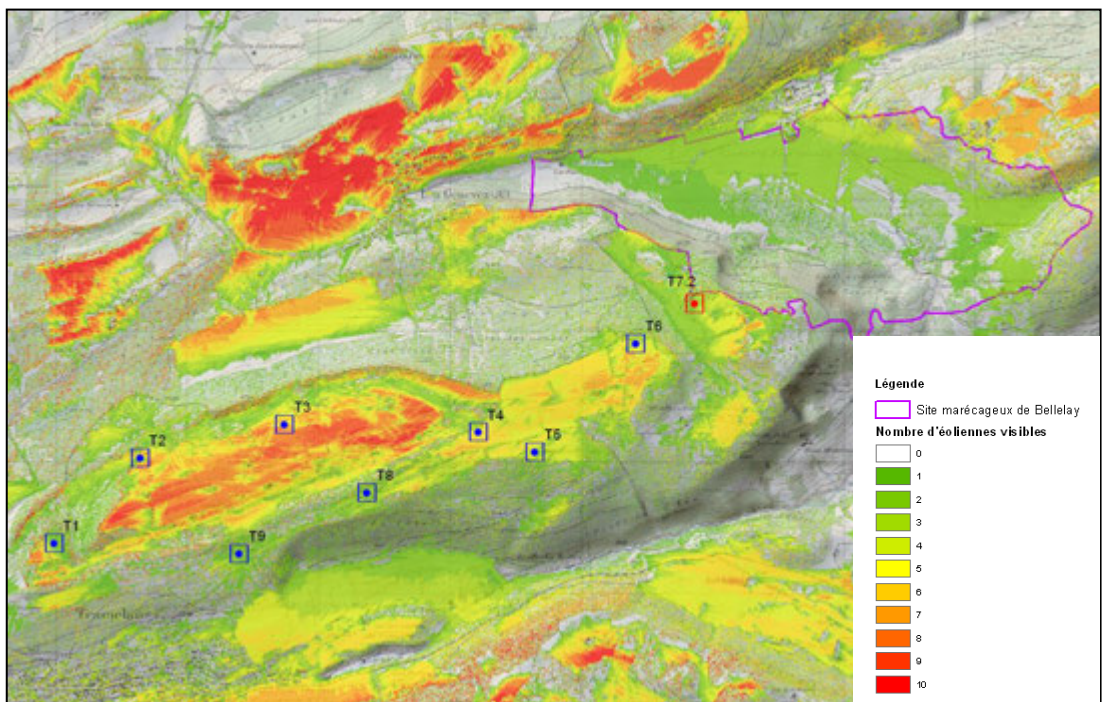 T7.2
T6
T3
T4
T2
T5
T8
T1
T9
Légende
Site marécageux de Bellelay
Nombre d'éoliennes visibles
0
1
2
3
4
5
6
7
8
9
10